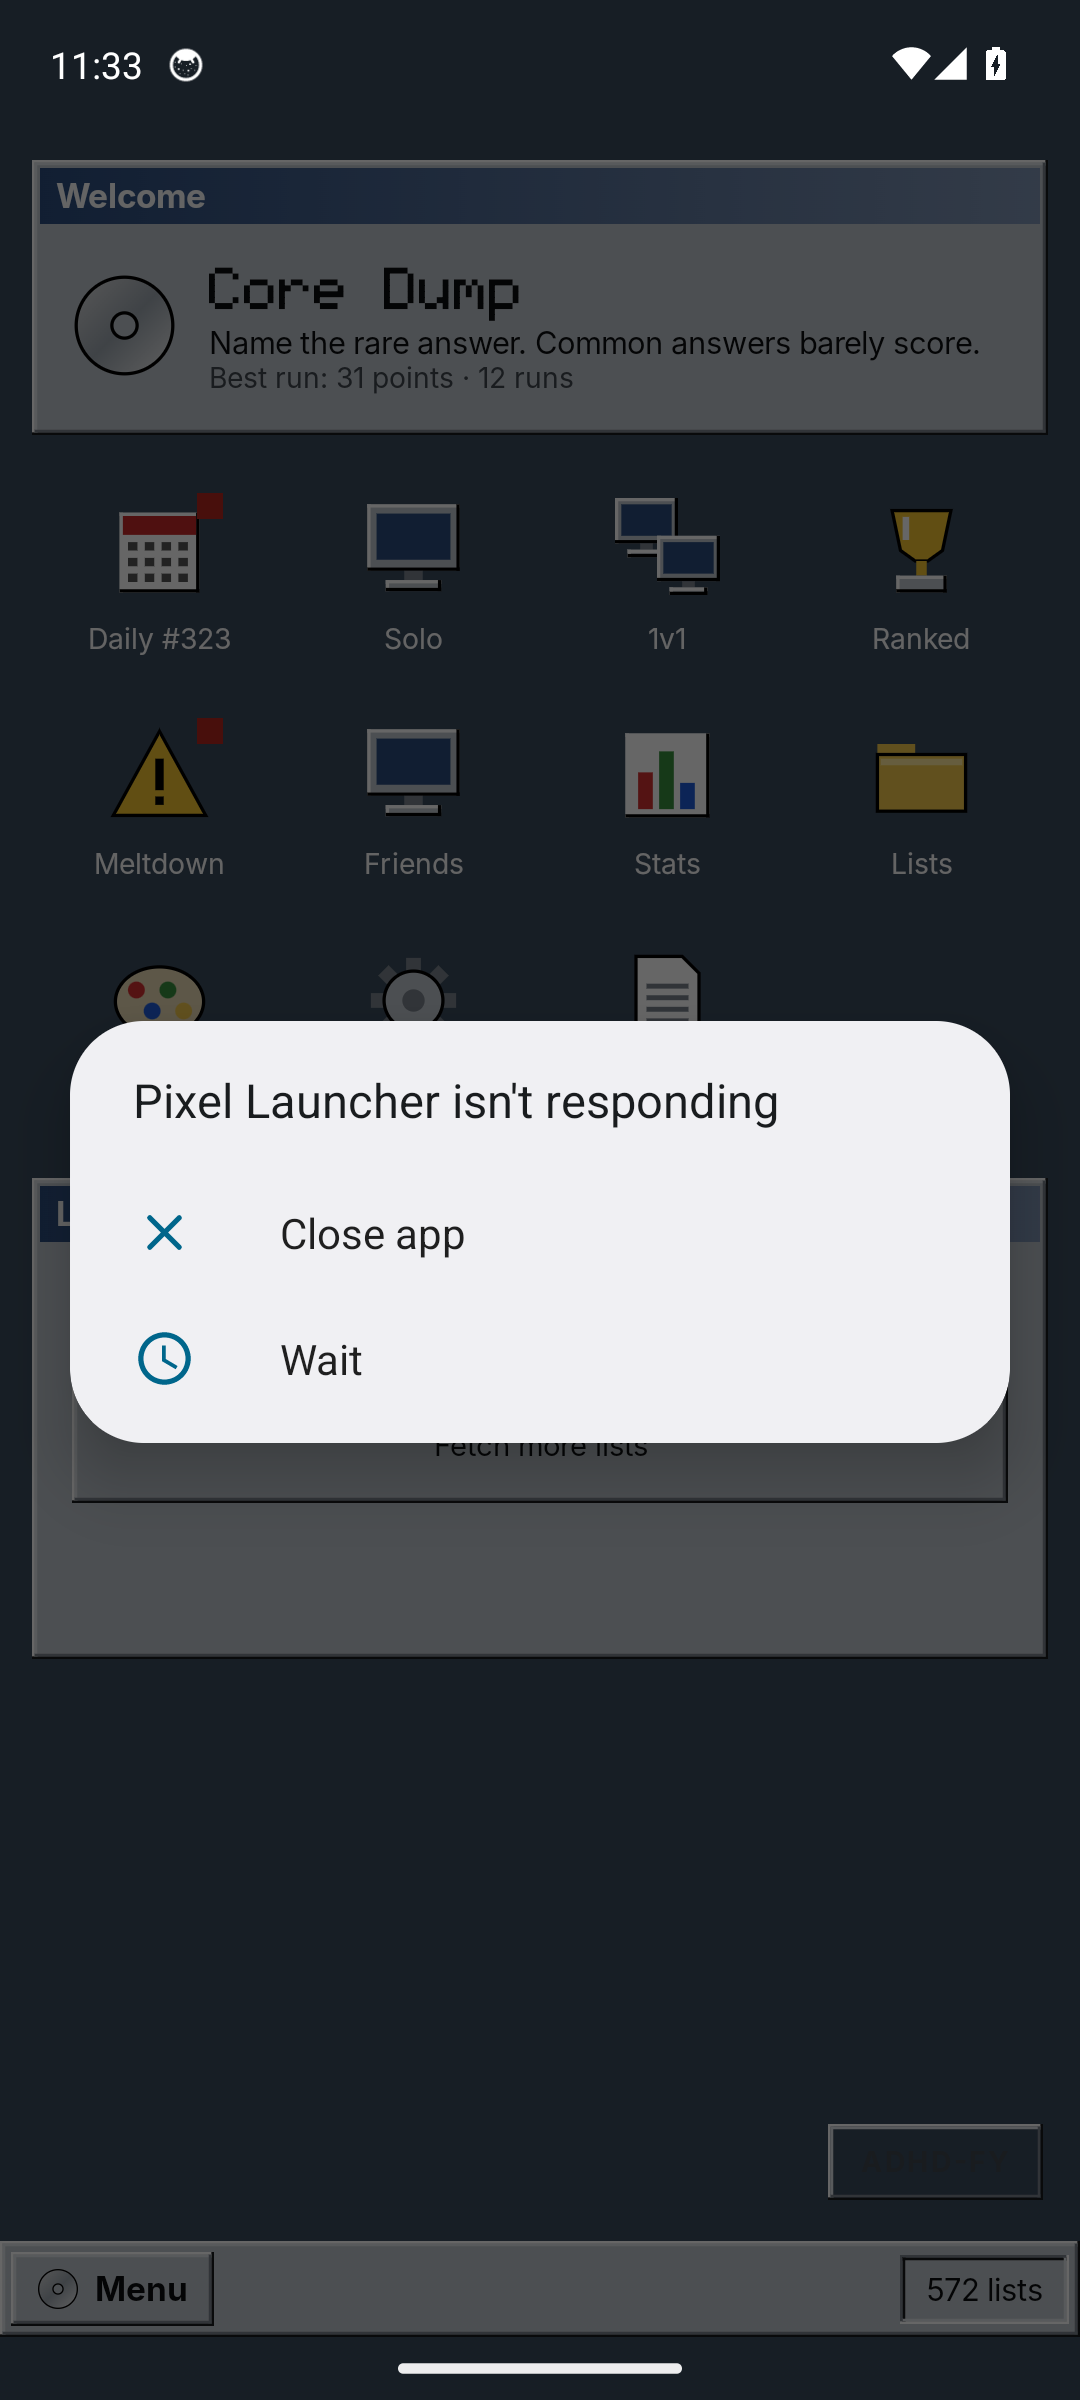 11:33
Welcome
Core Dump
Name the rare answer. Common answers barely score.
Best run: 31 points · 12 runs
Daily #323
Solo
1v1
Ranked
Meltdown
Friends
Stats
Lists
Pixel Launcher isn't responding
Close app
Wait
Fetch more lists
Menu
572 lists